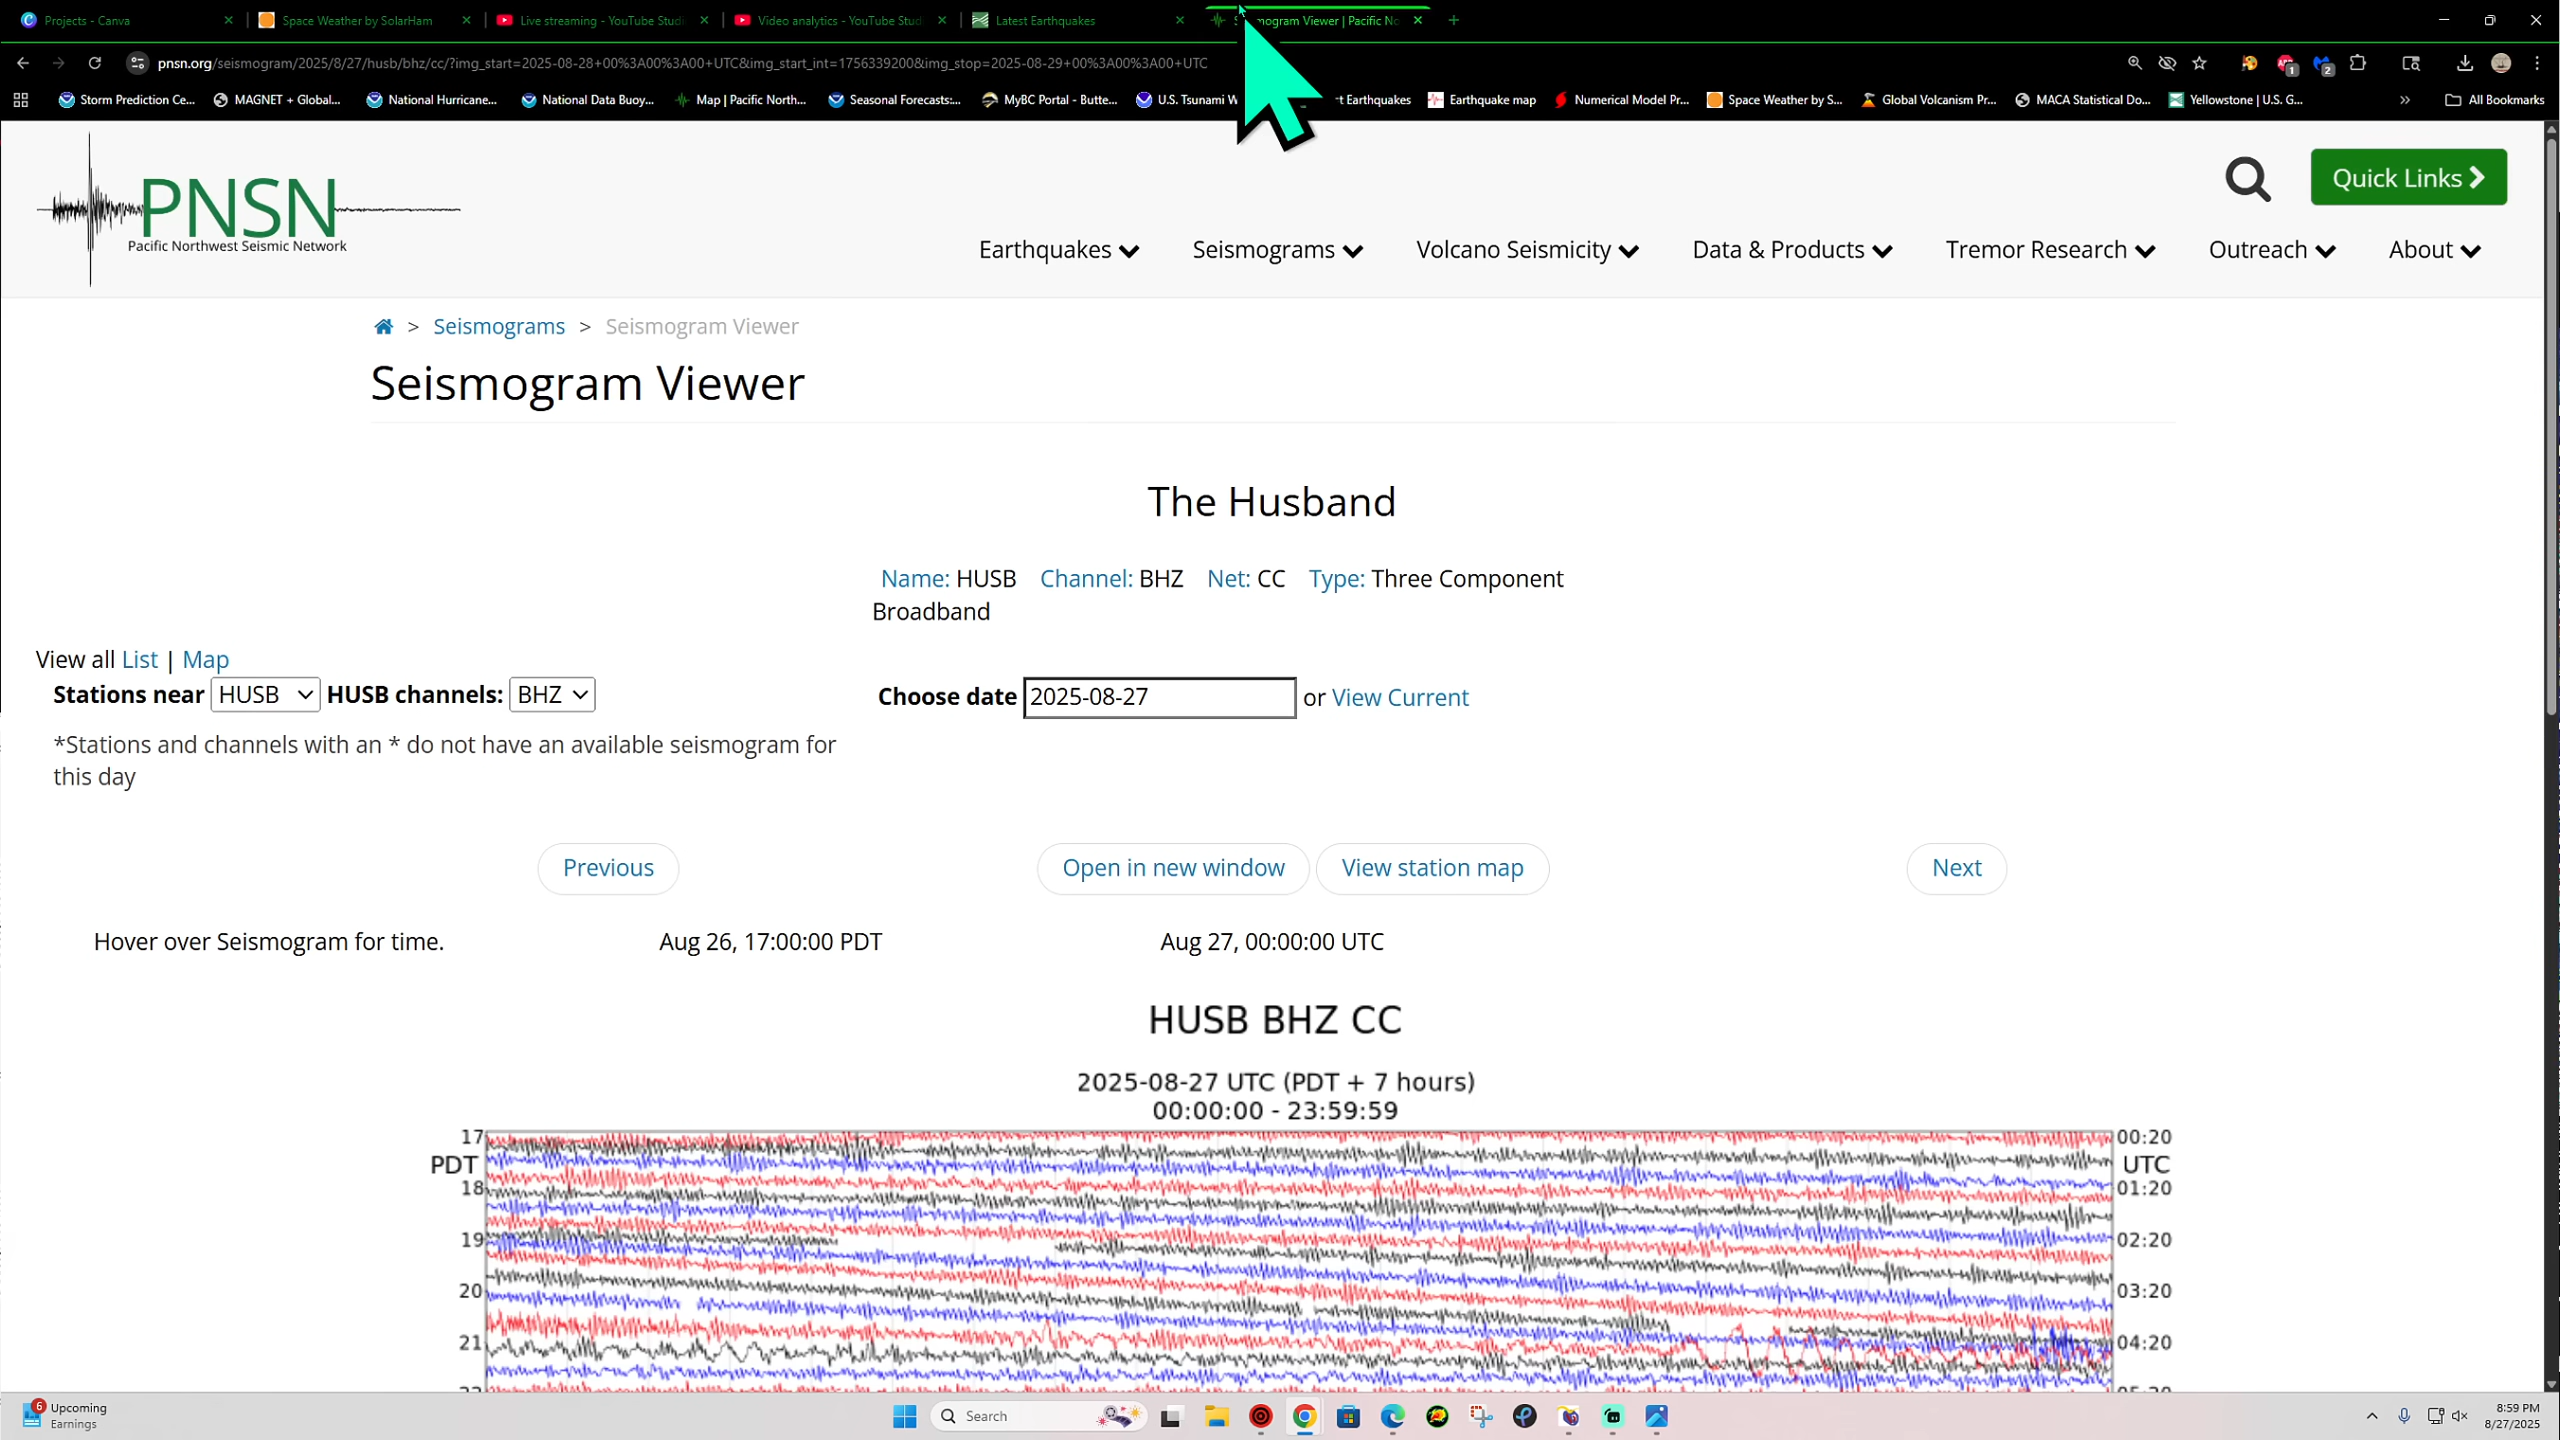 Projects - Canva
Space Weather by SolarHam
Live streaming - YouTube Studi
Video analytics - YouTube Stud
Latest Earthquakes
mogram Viewer | Pacific No
pnsn.org/seismogram/2025/8/27/husb/bhz/cc/?img_start=2025-08-28+00%3A00%3A00+UTC&img_start_int=1756339200&img_stop=2025-08-29+00%3A00%3A00+UTC
1
2
Storm Prediction Ce...
MAGNET + Global...
National Hurricane...
National Data Buoy...
Map | Pacific North...
Seasonal Forecasts:...
MyBC Portal - Butte...
U.S. Tsunami W
t Earthquakes
Earthquake map
Numerical Model Pr...
Space Weather by S...
Global Volcanism Pr...
MACA Statistical Do...
Yellowstone | U.S. G...
All Bookmarks
PNSN
Pacific Northwest Seismic Network
Quick Links
Earthquakes
Seismograms
Volcano Seismicity
Data & Products
Tremor Research
Outreach
About
> Seismograms > Seismogram Viewer
Seismogram Viewer
The Husband
Name: HUSB Channel: BHZ Net: CC Type: Three Component
Broadband
View all List | Map
Stations near HUSB HUSB channels: BHZ
Choose date 2025-08-27 or View Current
*Stations and channels with an * do not have an available seismogram for
this day
Previous
Open in new window
View station map
Next
Hover over Seismogram for time.
Aug 26, 17:00:00 PDT
Aug 27, 00:00:00 UTC
HUSB BHZ CC
2025-08-27 UTC (PDT + 7 hours)
00:00:00 - 23:59:59
17
00:20
PDT
UTC
18
01:20
19
02:20
20
03:20
21
04:20
6
Upcoming
Earnings
Search
8:59 PM
8/27/2025